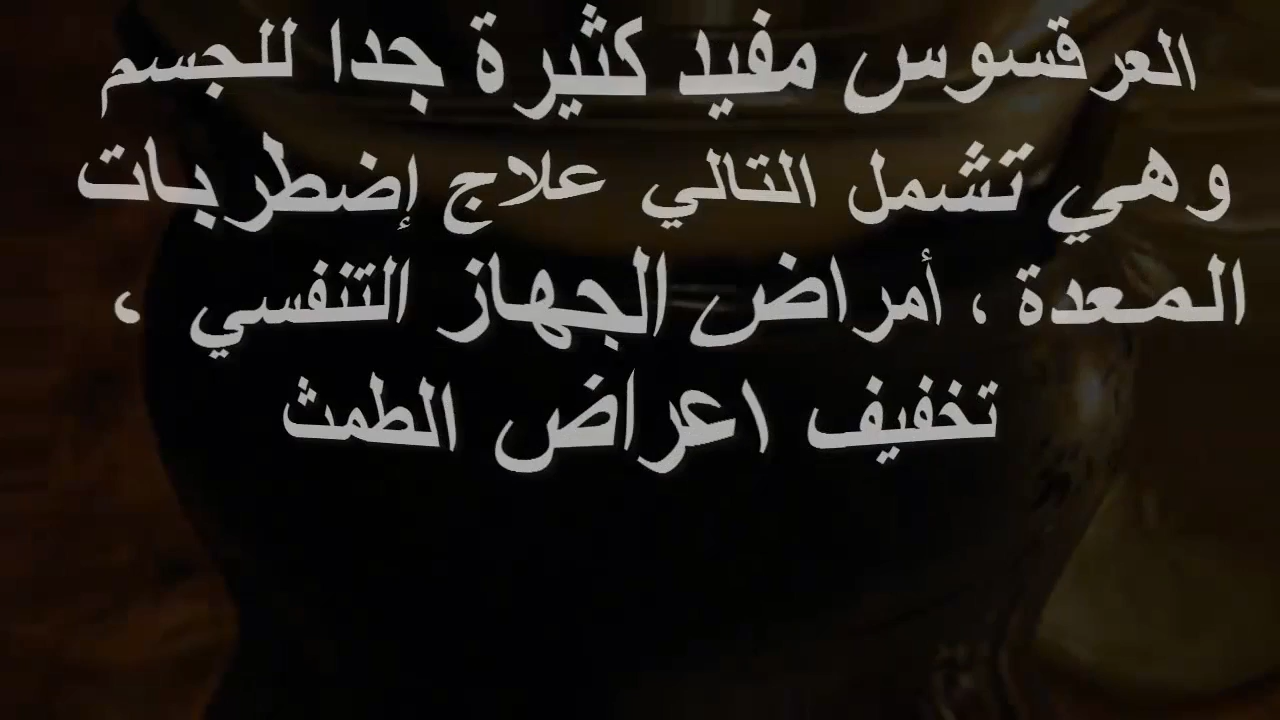 العرقسوس مفيد كثيرة جدا للجسم
وهي تشمل التالي علاج إضطربات
المعدة ، أمراض الجهاز التنفسي ،
تخفيف اعراض الطمث